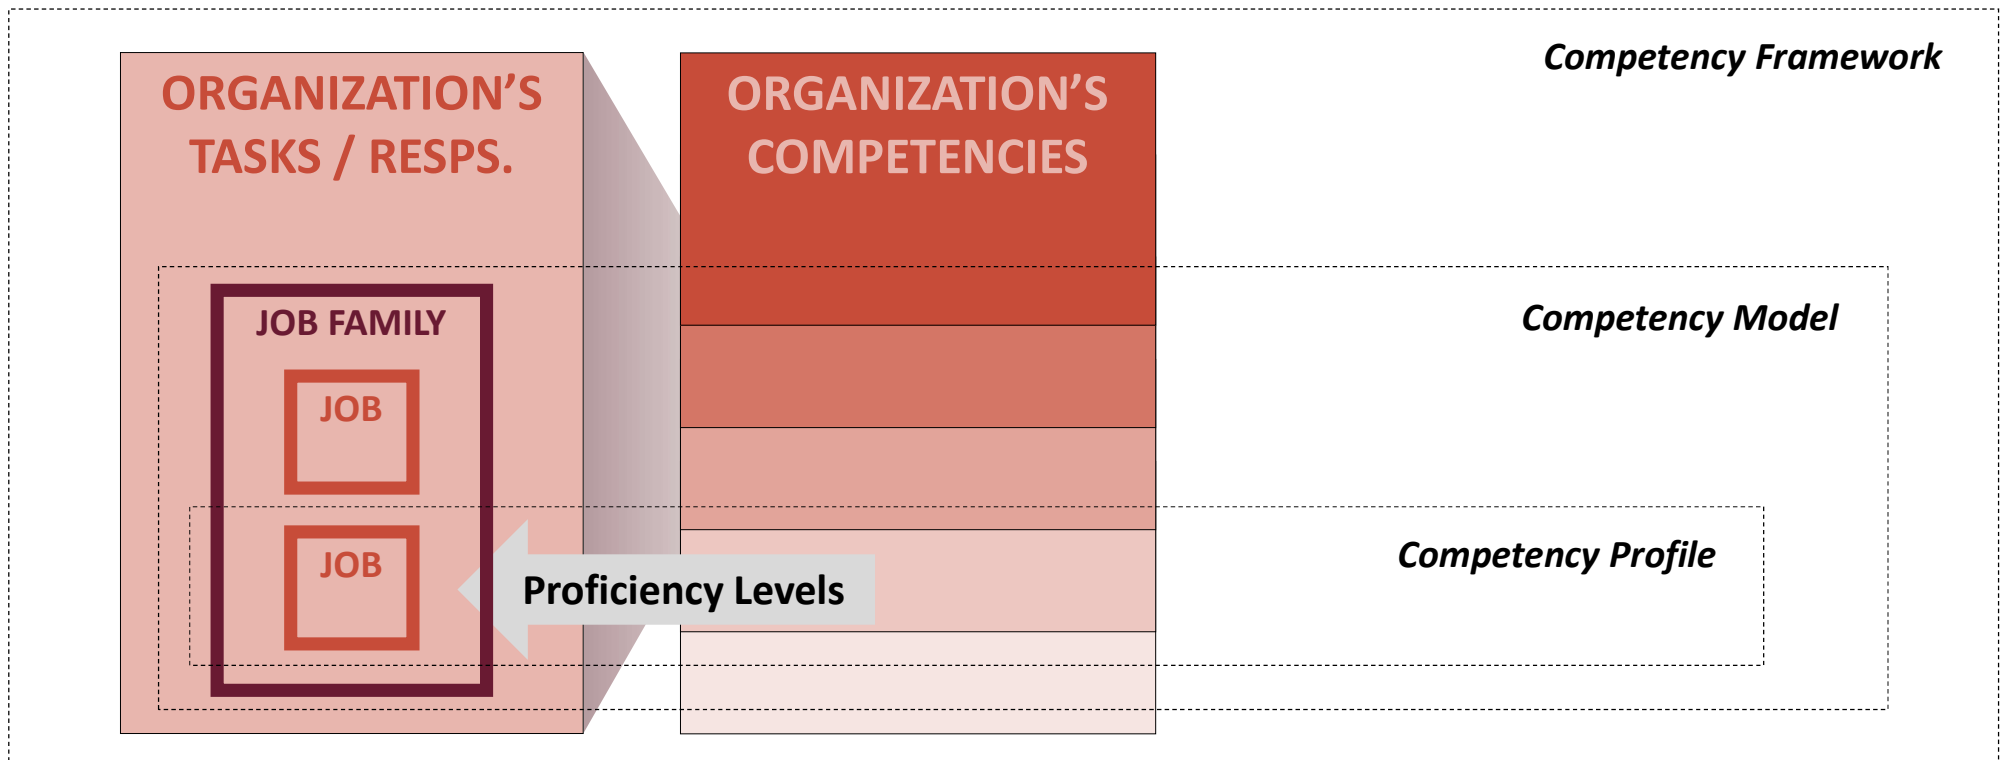 Competency Framework
ORGANIZATION’S
TASKS / RESPS.
ORGANIZATION’S
COMPETENCIES
Competency Model
JOB FAMILY
JOB
JOB
Competency Profile
Proficiency Levels